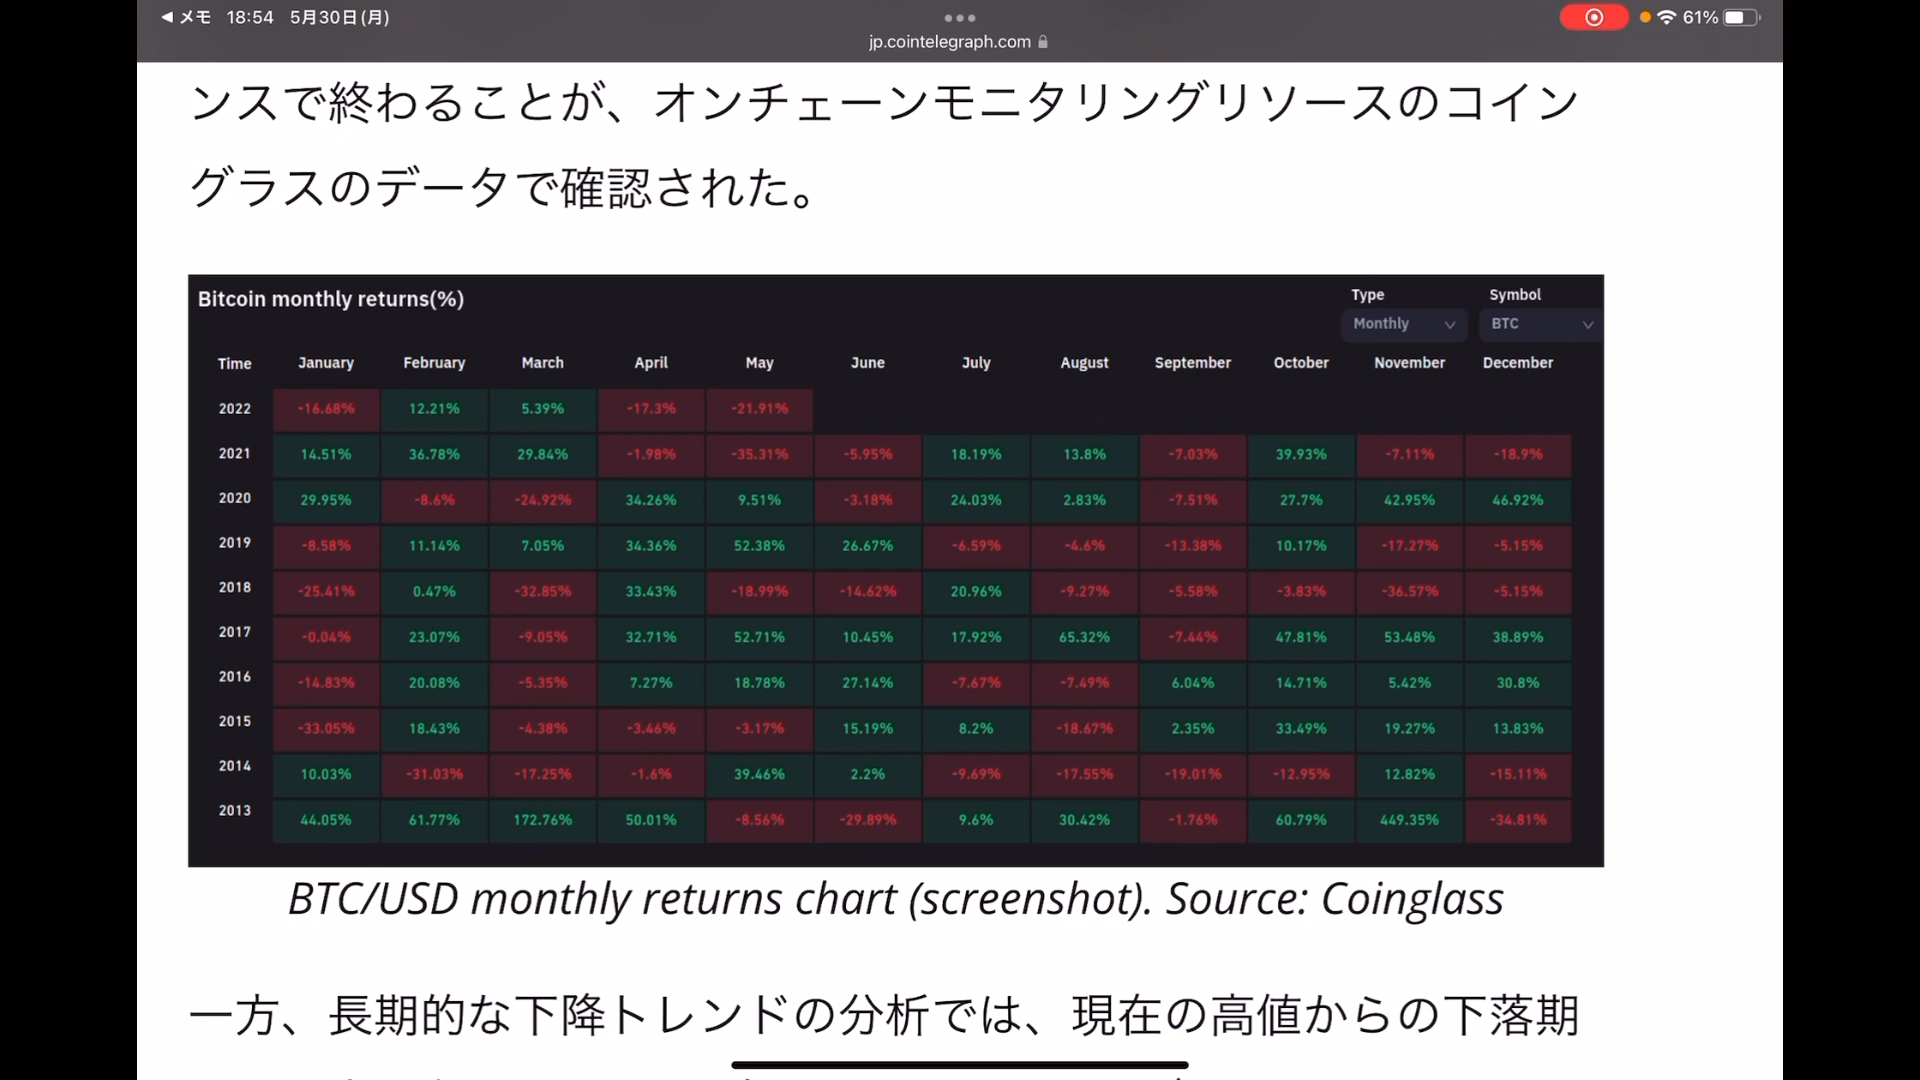 ◀メモ 18:54 5月30日(月) 61%
jp.cointelegraph.com
ンスで終わることが、オンチェーンモニタリングリソースのコイン
グラスのデータで確認された。
Bitcoin monthly returns(%) Type Symbol
Monthly BTC
Time January February March April May June July August September October November December
2022 -16.68% 12.21% 5.39% -17.3% -21.91%
2021 14.51% 36.78% 29.84% -1.98% -35.31% -5.95% 18.19% 13.8% -7.03% 39.93% -7.11% -18.9%
2020 29.95% -8.6% -24.92% 34.26% 9.51% -3.18% 24.03% 2.83% -7.51% 27.7% 42.95% 46.92%
2019 -8.58% 11.14% 7.05% 34.36% 52.38% 26.67% -6.59% -4.6% -13.38% 10.17% -17.27% -5.15%
2018 -25.41% 0.47% -32.85% 33.43% -18.99% -14.62% 20.96% -9.27% -5.58% -3.83% -36.57% -5.15%
2017 -0.04% 23.07% -9.05% 32.71% 52.71% 10.45% 17.92% 65.32% -7.44% 47.81% 53.48% 38.89%
2016 -14.83% 20.08% -5.35% 7.27% 18.78% 27.14% -7.67% -7.49% 6.04% 14.71% 5.42% 30.8%
2015 -33.05% 18.43% -4.38% -3.46% -3.17% 15.19% 8.2% -18.67% 2.35% 33.49% 19.27% 13.83%
2014 10.03% -31.03% -17.25% -1.6% 39.46% 2.2% -9.69% -17.55% -19.01% -12.95% 12.82% -15.11%
2013 44.05% 61.77% 172.76% 50.01% -8.56% -29.89% 9.6% 30.42% -1.76% 60.79% 449.35% -34.81%
BTC/USD monthly returns chart (screenshot). Source: Coinglass
一方、長期的な下降トレンドの分析では、現在の高値からの下落期